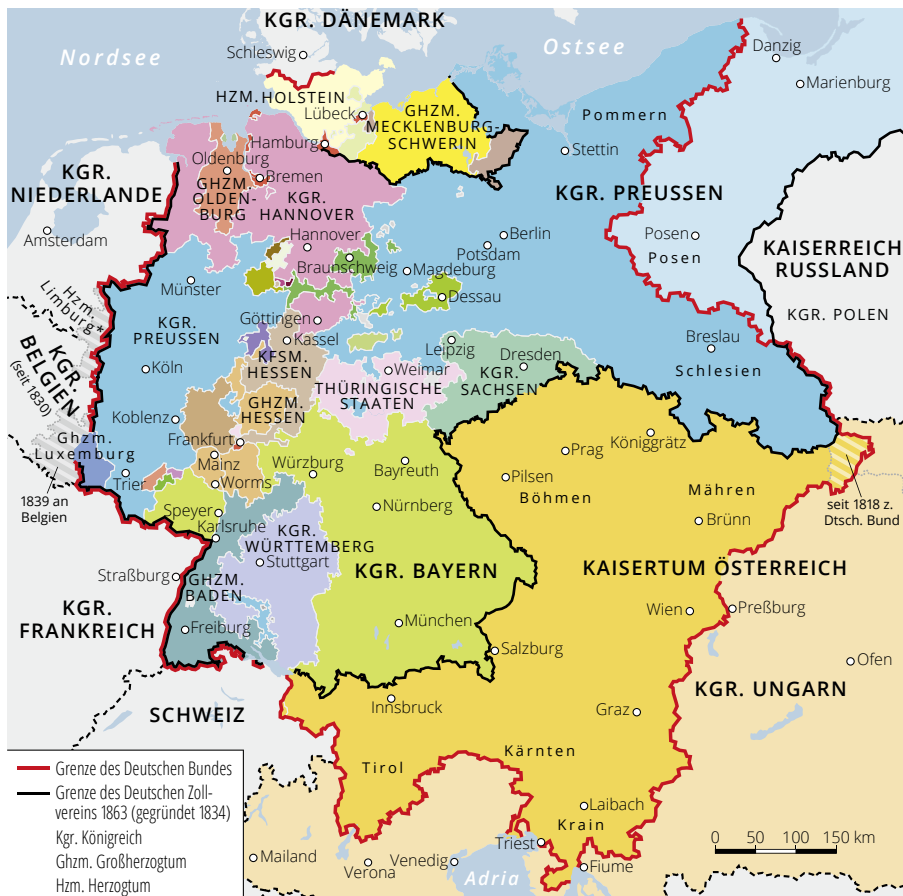 KGR. DÄNEMARK
Nordsee
Schleswig
Ostsee
Danzig
Marienburg
HZM. HOLSTEIN
Lübeck
GHZM.
MECKLENBURG-
SCHWERIN
Pommern
Hamburg
Stettin
Oldenburg
Bremen
GHZM.
OLDEN-
BURG
KGR.
NIEDERLANDE
KGR.
HANNOVER
KGR. PREUSSEN
Amsterdam
Hannover
Berlin
Potsdam
Posen
Posen
KAISERREICH
RUSSLAND
Braunschweig
Magdeburg
Münster
Dessau
Hzm.
Limburg*
KGR. POLEN
KGR.
PREUSSEN
Göttingen
Kassel
Leipzig
Dresden
Breslau
KGR.
BELGIEN
(seit 1830)
Köln
KFSM.
HESSEN
Weimar
THÜRINGISCHE
STAATEN
KGR.
SACHSEN
Schlesien
Koblenz
GHZM.
HESSEN
Ghzm.
Luxemburg
Frankfurt
Mainz
Würzburg
Bayreuth
Prag
Königgrätz
Trier
Worms
Pilsen
Böhmen
Mähren
1839 an
Belgien
seit 1818 z.
Dtsch. Bund
Speyer
Nürnberg
Brünn
Karlsruhe
KGR.
WÜRTTEMBERG
Stuttgart
KGR. BAYERN
KAISERTUM ÖSTERREICH
Straßburg
GHZM.
BADEN
KGR.
FRANKREICH
Freiburg
München
Wien
Preßburg
Salzburg
Ofen
SCHWEIZ
Innsbruck
Graz
KGR. UNGARN
Tirol
Kärnten
Laibach
Krain
Triest
Fiume
Mailand
Verona
Venedig
Adria
Grenze des Deutschen Bundes
Grenze des Deutschen Zoll-
vereins 1863 (gegründet 1834)
Kgr. Königreich
Ghzm. Großherzogtum
Hzm. Herzogtum
0 50 100 150 km